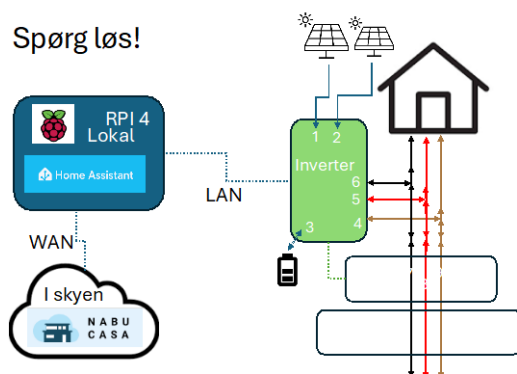 Spørg løs!
RPI 4
Lokal
Home Assistant
LAN
WAN
I skyen
NABU
CASA
1 2
Inverter
6
5
4
3